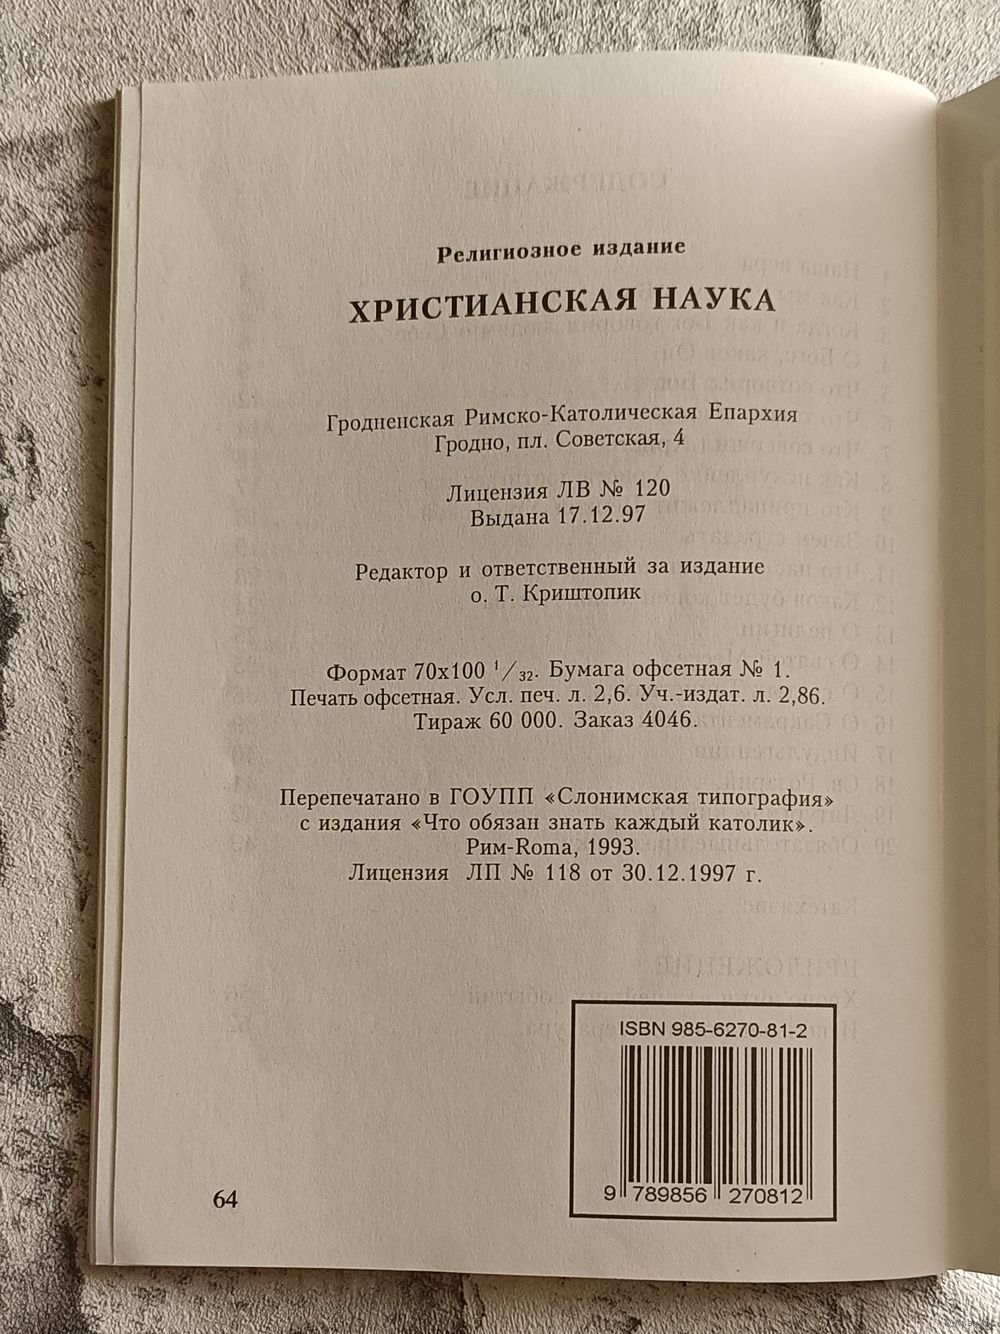 Религиозное издание
ХРИСТИАНСКАЯ НАУКА
Гродненская Римско-Католическая Епархия
Гродно, пл. Советская, 4
Лицензия ЛВ № 120
Выдана 17.12.97
Редактор и ответственный за издание
о. Т. Криштопик
Формат 70х100 1/32. Бумага офсетная № 1.
Печать офсетная. Усл. печ. л. 2,6. Уч.-издат. л. 2,86.
Тираж 60 000. Заказ 4046.
Перепечатано в ГОУПП «Слонимская типография»
с издания «Что обязан знать каждый католик».
Рим-Roma, 1993.
Лицензия ЛП № 118 от 30.12.1997 г.
ISBN 985-6270-81-2
9 789856 270812
64